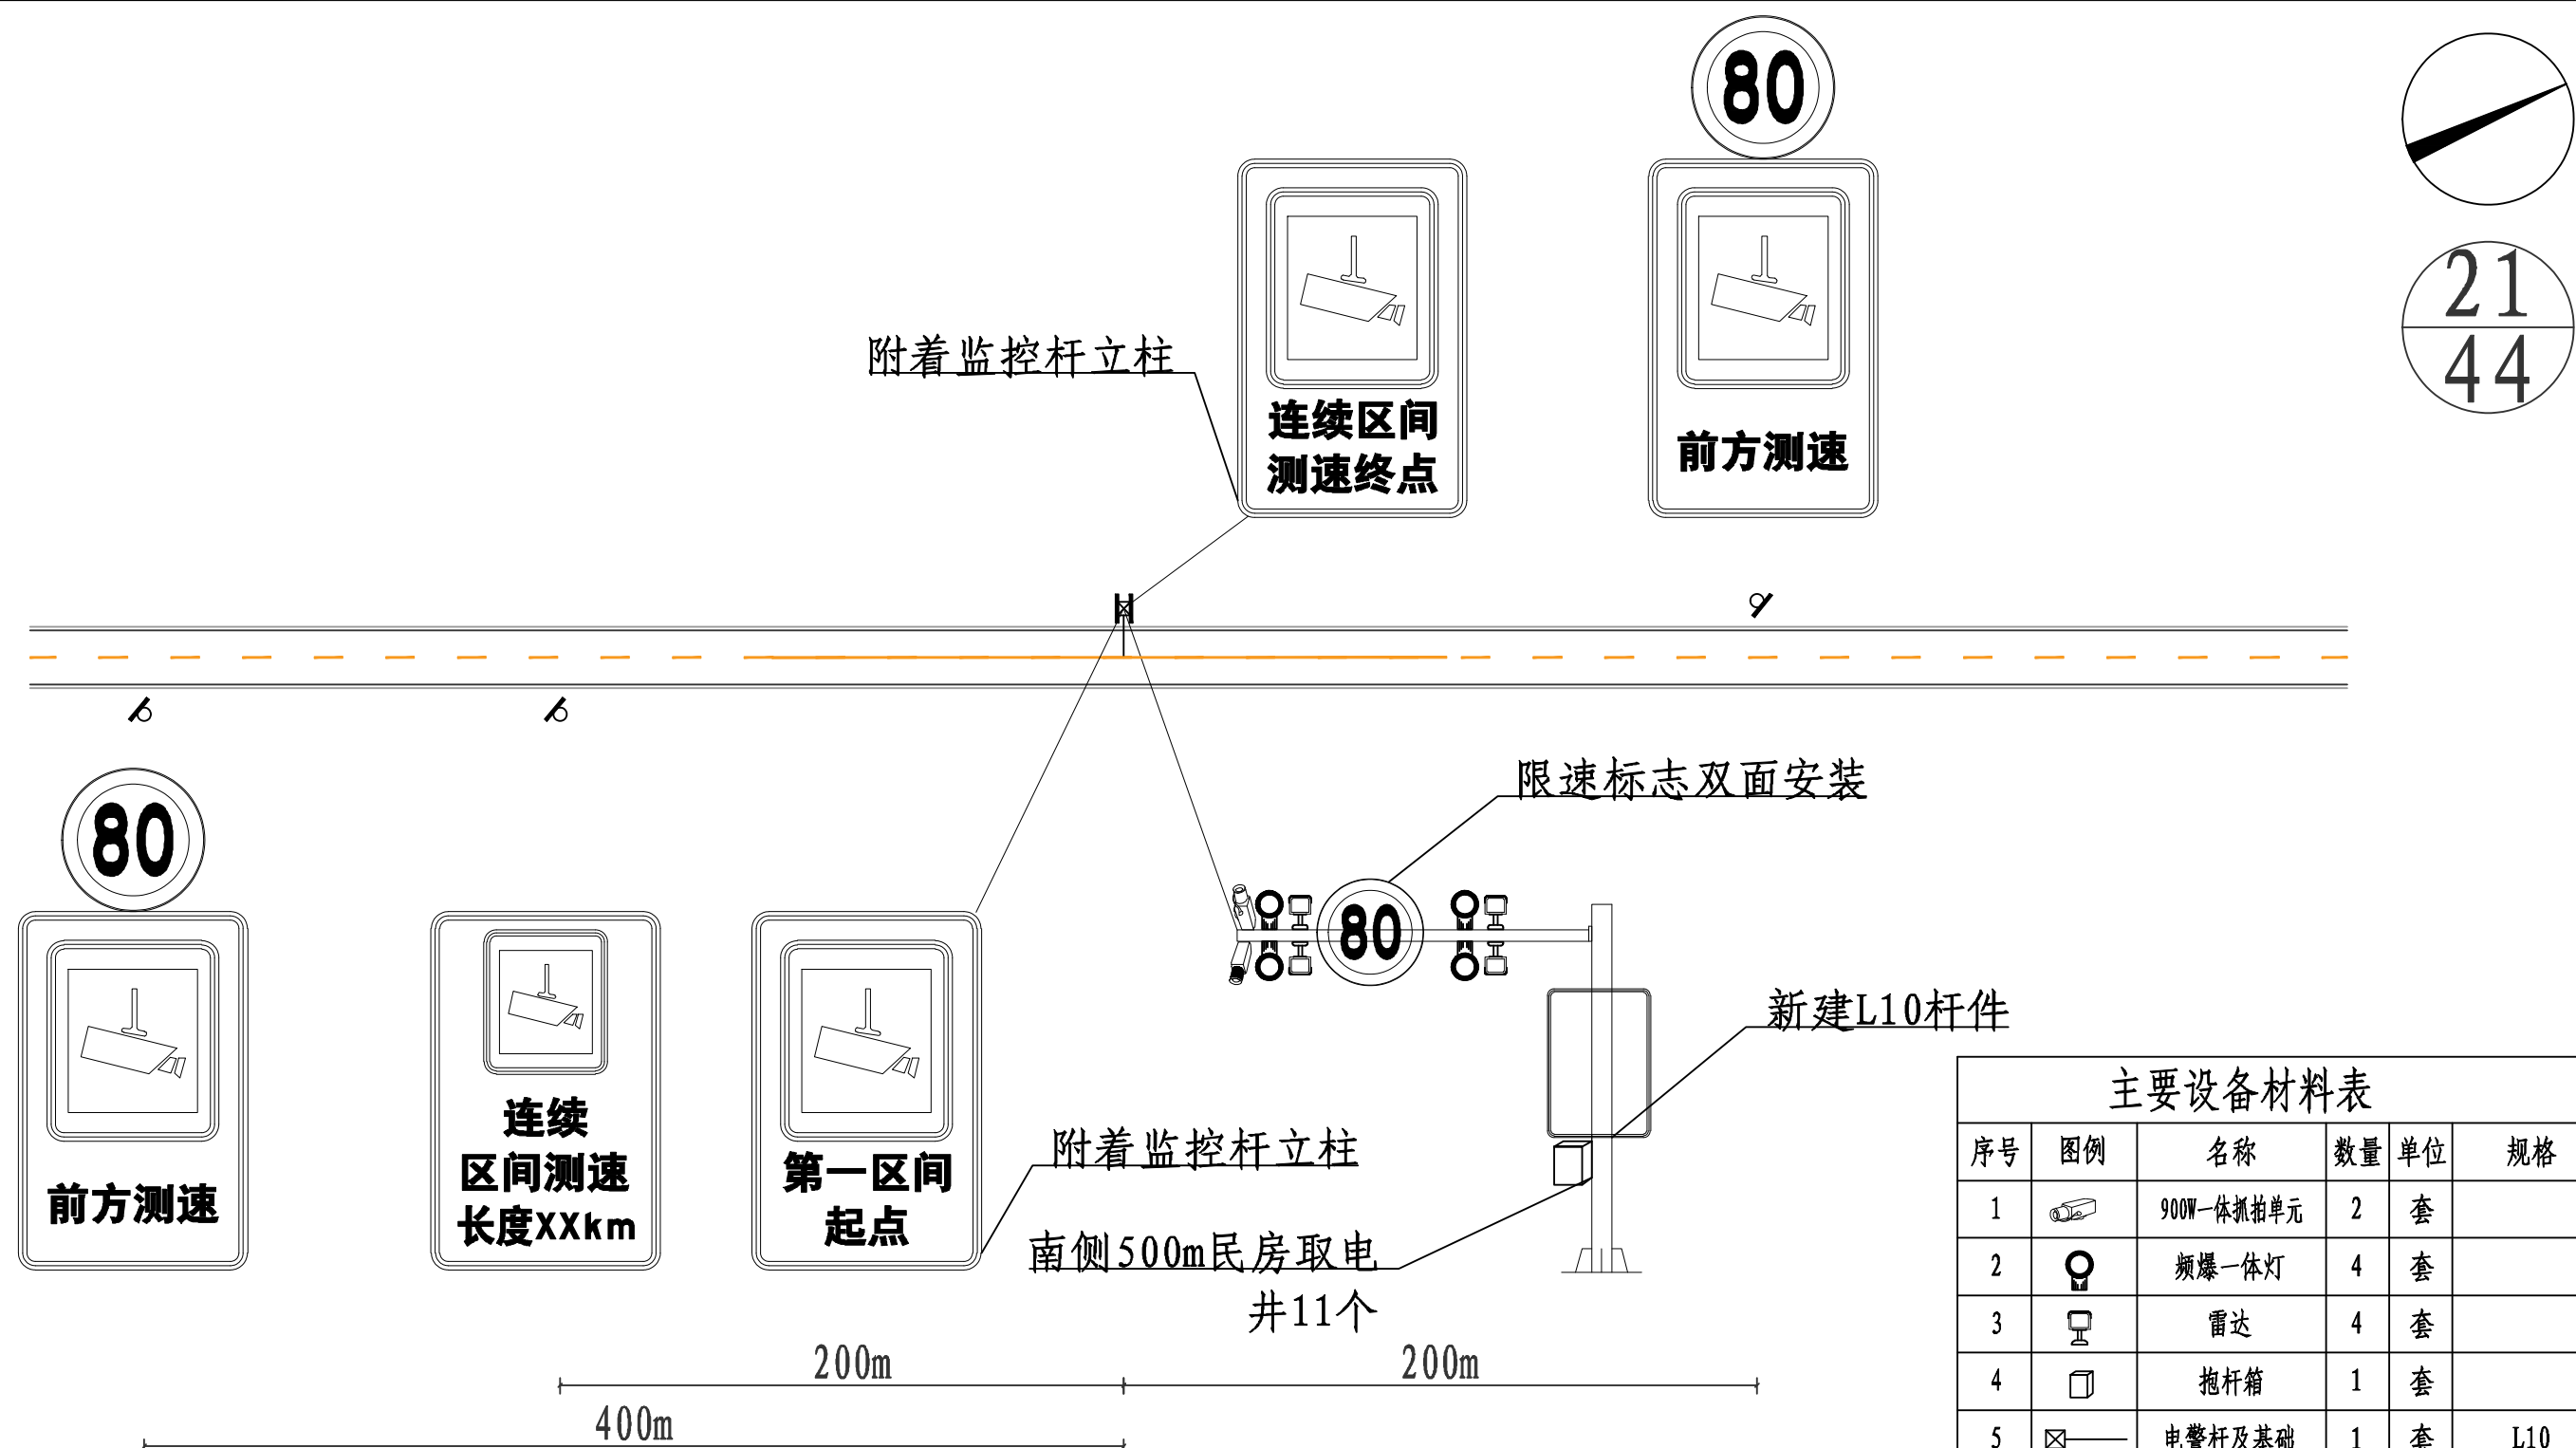 80
21
44
附着监控杆立柱
连续区间
测速终点
前方测速
限速标志双面安装
80
80
新建L10杆件
前方测速
连续
区间测速
长度XXkm
第一区间
起点
附着监控杆立柱
南侧500m民房取电
井11个
200m
200m
400m
主要设备材料表
序号 图例 名称 数量 单位 规格
1 900W一体抓拍单元 2 套
2 频爆一体灯 4 套
3 雷达 4 套
4 抱杆箱 1 套
5 电警杆及基础 1 套 L10